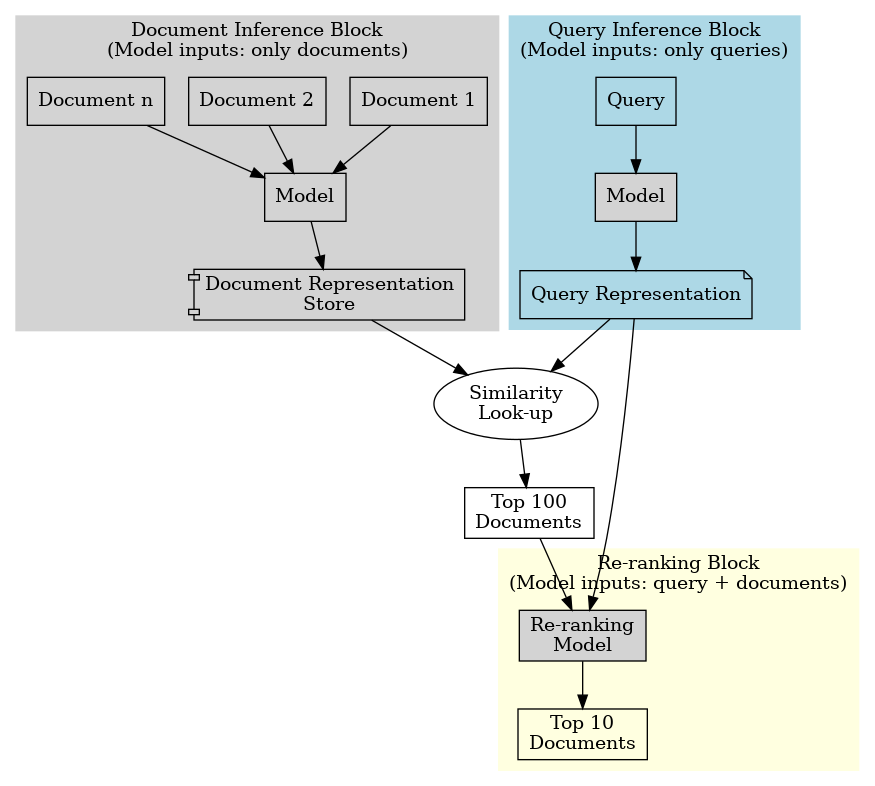 Document Inference Block
(Model inputs: only documents)
Document n
Document 2
Document 1
Model
Document Representation
Store
Query Inference Block
(Model inputs: only queries)
Query
Model
Query Representation
Similarity
Look-up
Top 100
Documents
Re-ranking Block
(Model inputs: query + documents)
Re-ranking
Model
Top 10
Documents